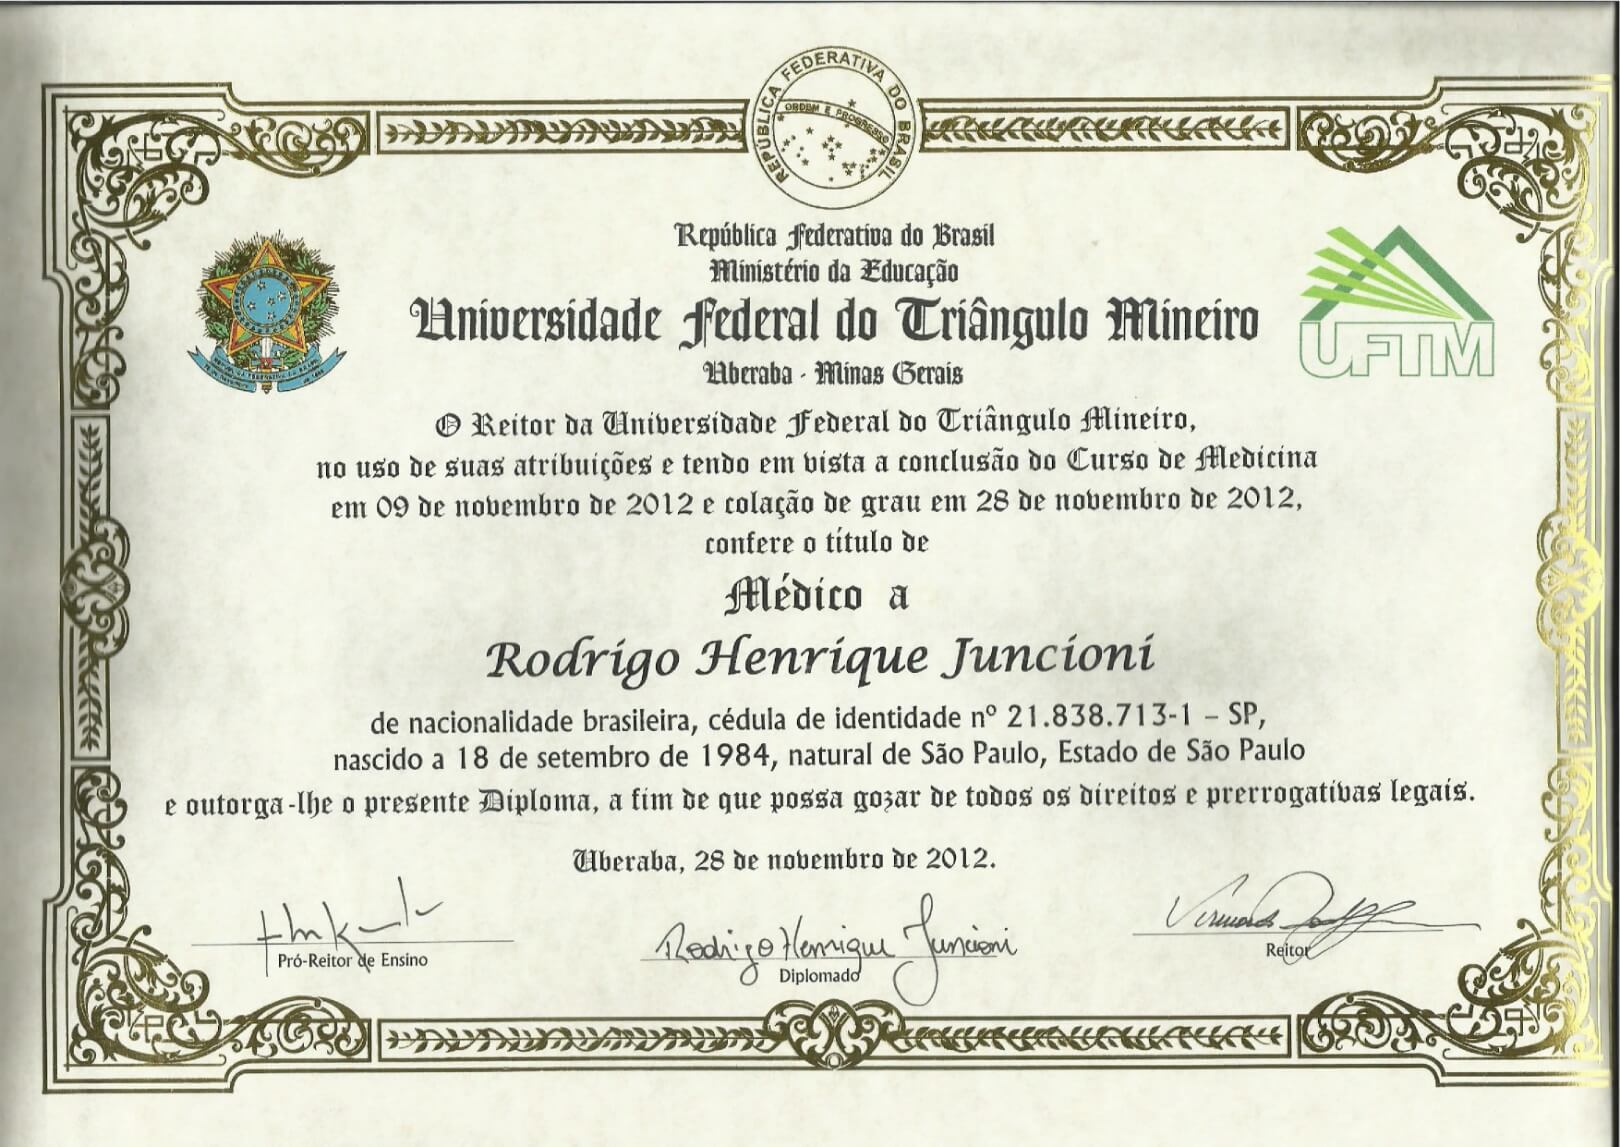 REPÚBLICA FEDERATIVA DO BRASIL
ORDEM E PROGRESSO
República Federativa do Brasil
Ministério da Educação
Universidade Federal do Triângulo Mineiro
Uberaba - Minas Gerais
UFTM
O Reitor da Universidade Federal do Triângulo Mineiro,
no uso de suas atribuições e tendo em vista a conclusão do Curso de Medicina
em 09 de novembro de 2012 e colação de grau em 28 de novembro de 2012,
confere o título de
Médico a
Rodrigo Henrique Juncioni
de nacionalidade brasileira, cédula de identidade nº 21.838.713-1 – SP,
nascido a 18 de setembro de 1984, natural de São Paulo, Estado de São Paulo
e outorga-lhe o presente Diploma, a fim de que possa gozar de todos os direitos e prerrogativas legais.
Uberaba, 28 de novembro de 2012.
Pró-Reitor de Ensino
Rodrigo Henrique Juncioni
Diplomado
Reitor